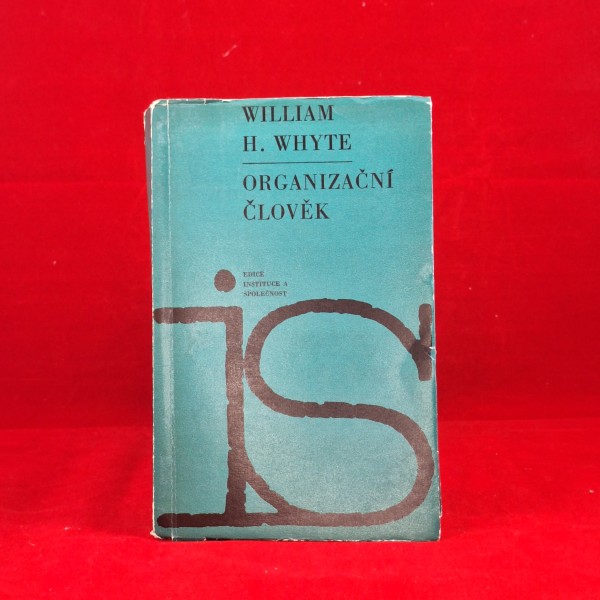 WILLIAM
H. WHYTE
ORGANIZAČNÍ
ČLOVĚK
EDICE
INSTITUCE A
SPOLEČNOST
is